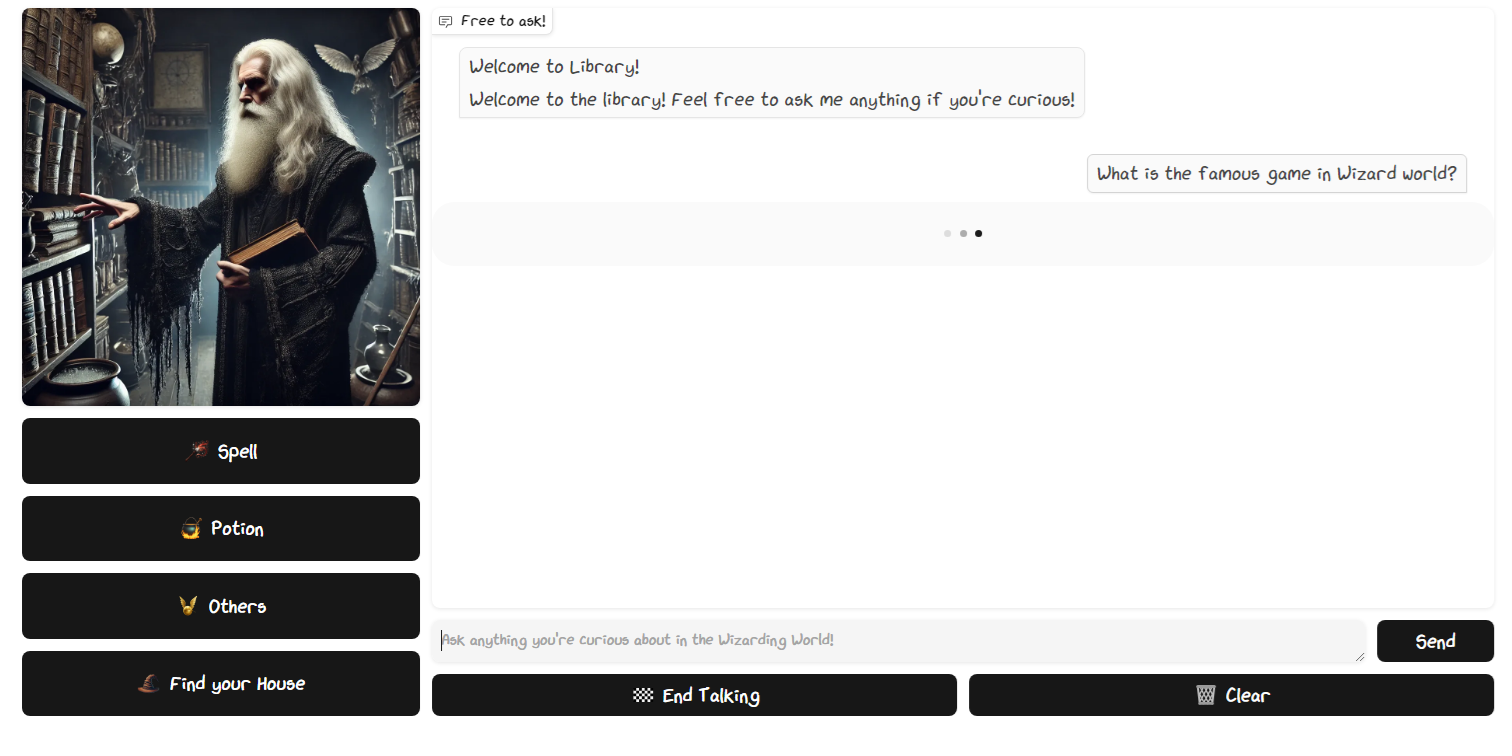 Free to ask!
Welcome to Library!
Welcome to the library! Feel free to ask me anything if you're curious!
What is the famous game in Wizard world?
Spell
Potion
Others
Find your House
Ask anything you're curious about in the Wizarding World!
Send
End Talking
Clear